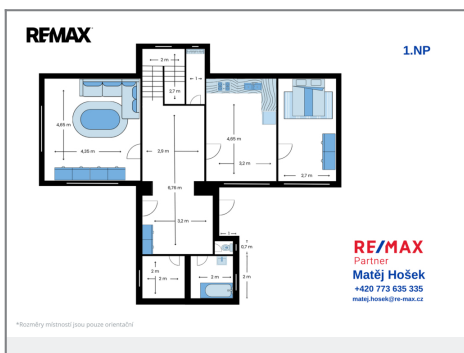 RE/MAX
1.NP
2 m
1
2,7 m
4,65 m
4,35 m
2,9 m
4,65 m
3,2 m
2,7 m
6,75 m
3,2 m
1
0,7 m
2 m
2 m
2 m
3 m
RE/MAX
Partner
Matěj Hošek
+420 773 635 335
matej.hosek@re-max.cz
*Rozměry místností jsou pouze orientační